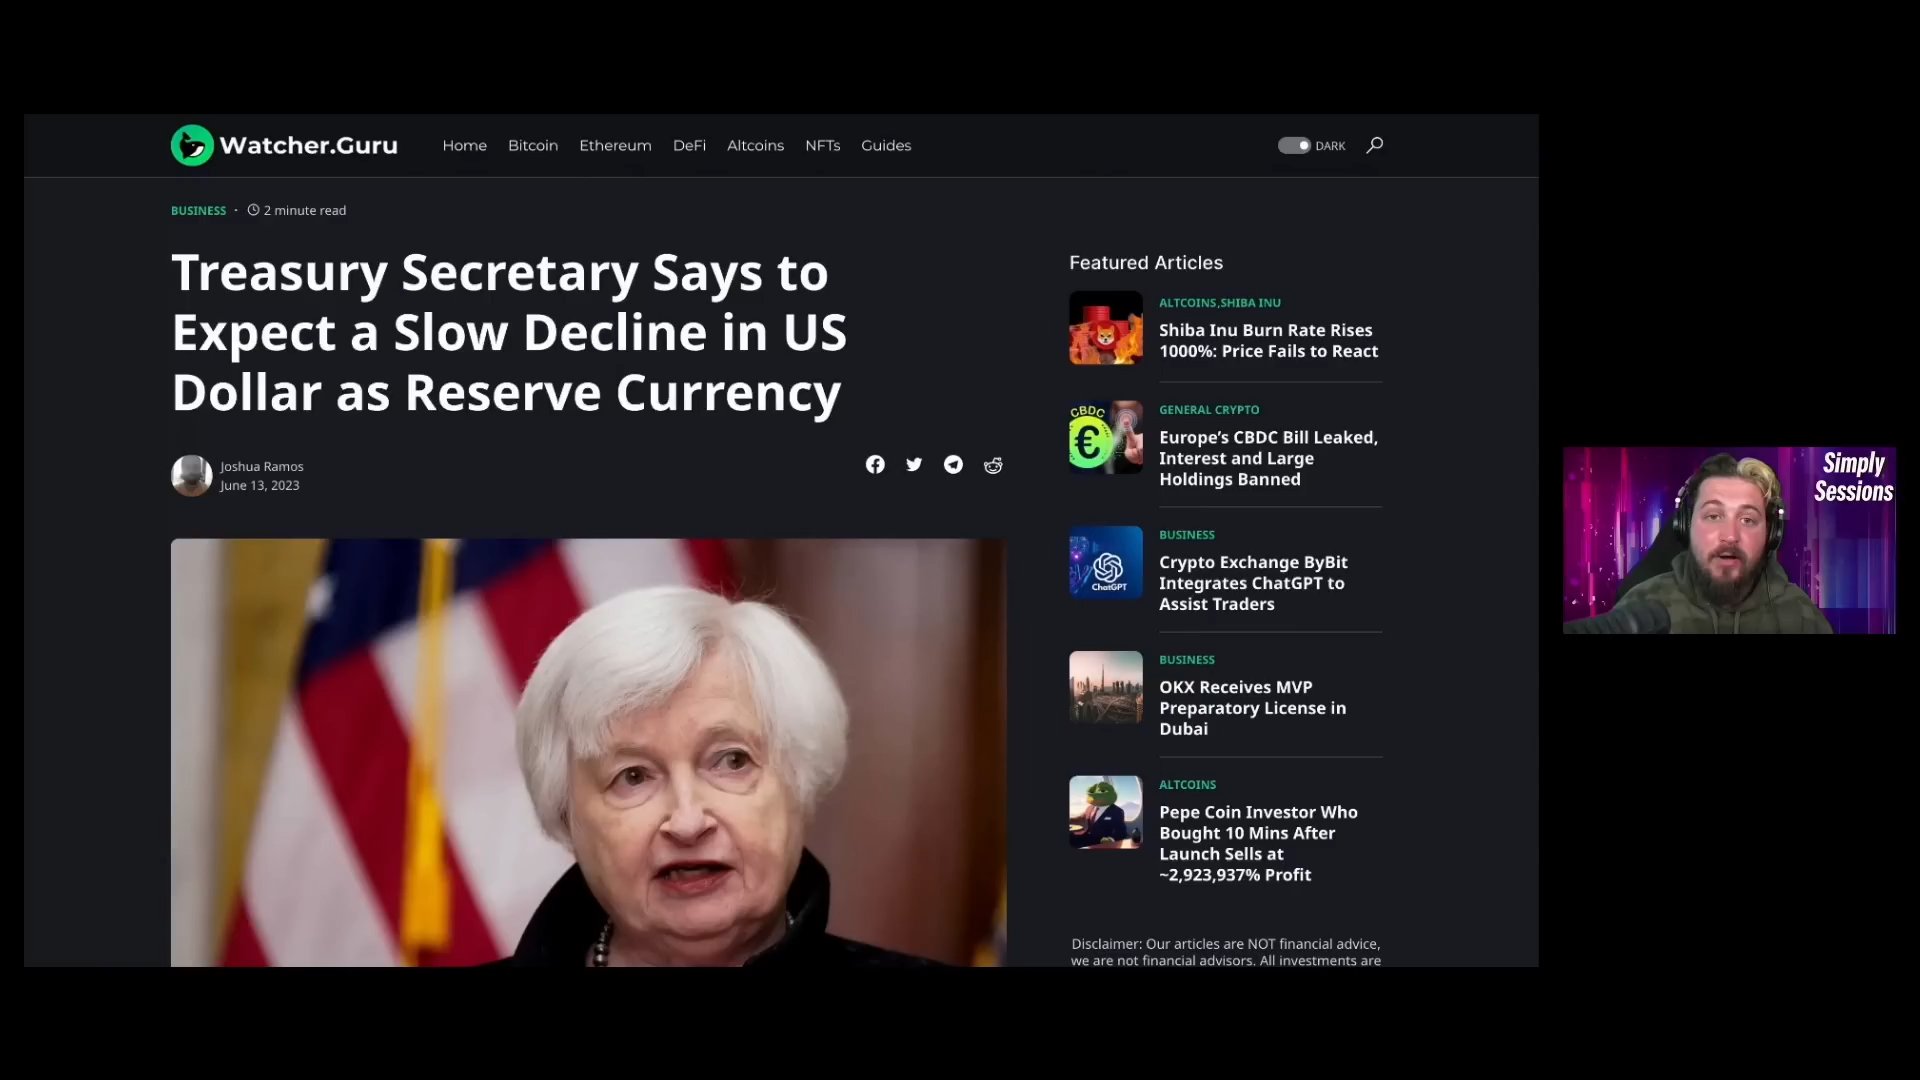 Watcher.Guru
Home Bitcoin Ethereum DeFi Altcoins NFTs Guides
DARK
BUSINESS · 2 minute read
Treasury Secretary Says to
Expect a Slow Decline in US
Dollar as Reserve Currency
Joshua Ramos
June 13, 2023
Featured Articles
ALTCOINS,SHIBA INU
Shiba Inu Burn Rate Rises
1000%: Price Fails to React
CBDC
€
GENERAL CRYPTO
Europe’s CBDC Bill Leaked,
Interest and Large
Holdings Banned
ChatGPT
BUSINESS
Crypto Exchange ByBit
Integrates ChatGPT to
Assist Traders
BUSINESS
OKX Receives MVP
Preparatory License in
Dubai
ALTCOINS
Pepe Coin Investor Who
Bought 10 Mins After
Launch Sells at
~2,923,937% Profit
Disclaimer: Our articles are NOT financial advice,
we are not financial advisors. All investments are
Simply
Sessions